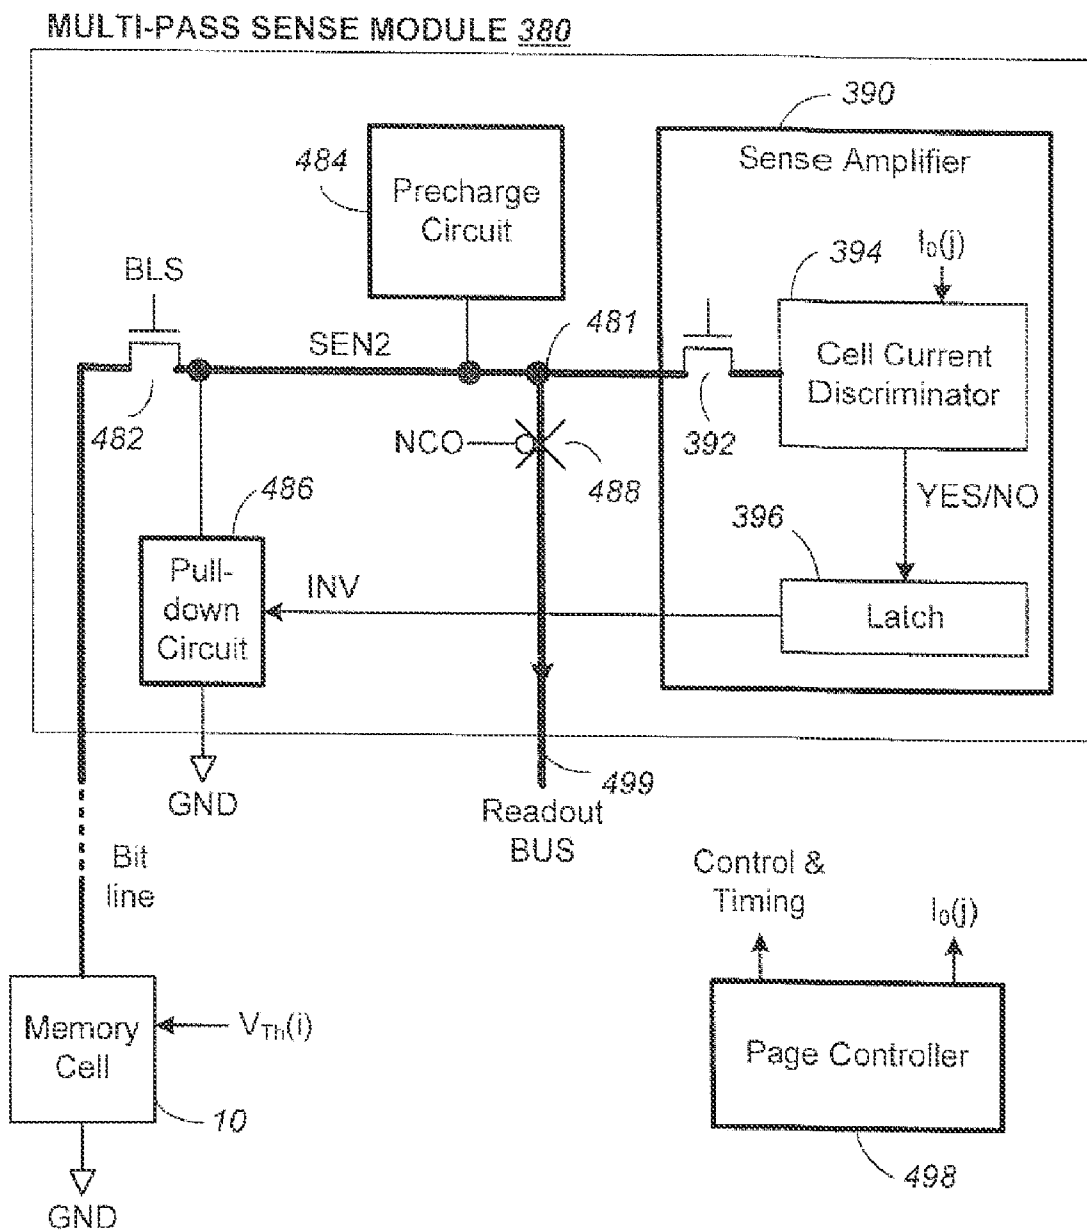 MULTI-PASS SENSE MODULE 380
390
Sense Amplifier
484
Precharge
Circuit
394
I₀(j)
BLS
SEN2
481
Cell Current
Discriminator
482
392
NCO
488
486
YES/NO
396
Pull-
down
Circuit
INV
Latch
GND
499
Readout
BUS
Bit
line
Control &
Timing
I₀(j)
Memory
Cell
VTh(i)
Page Controller
10
498
GND